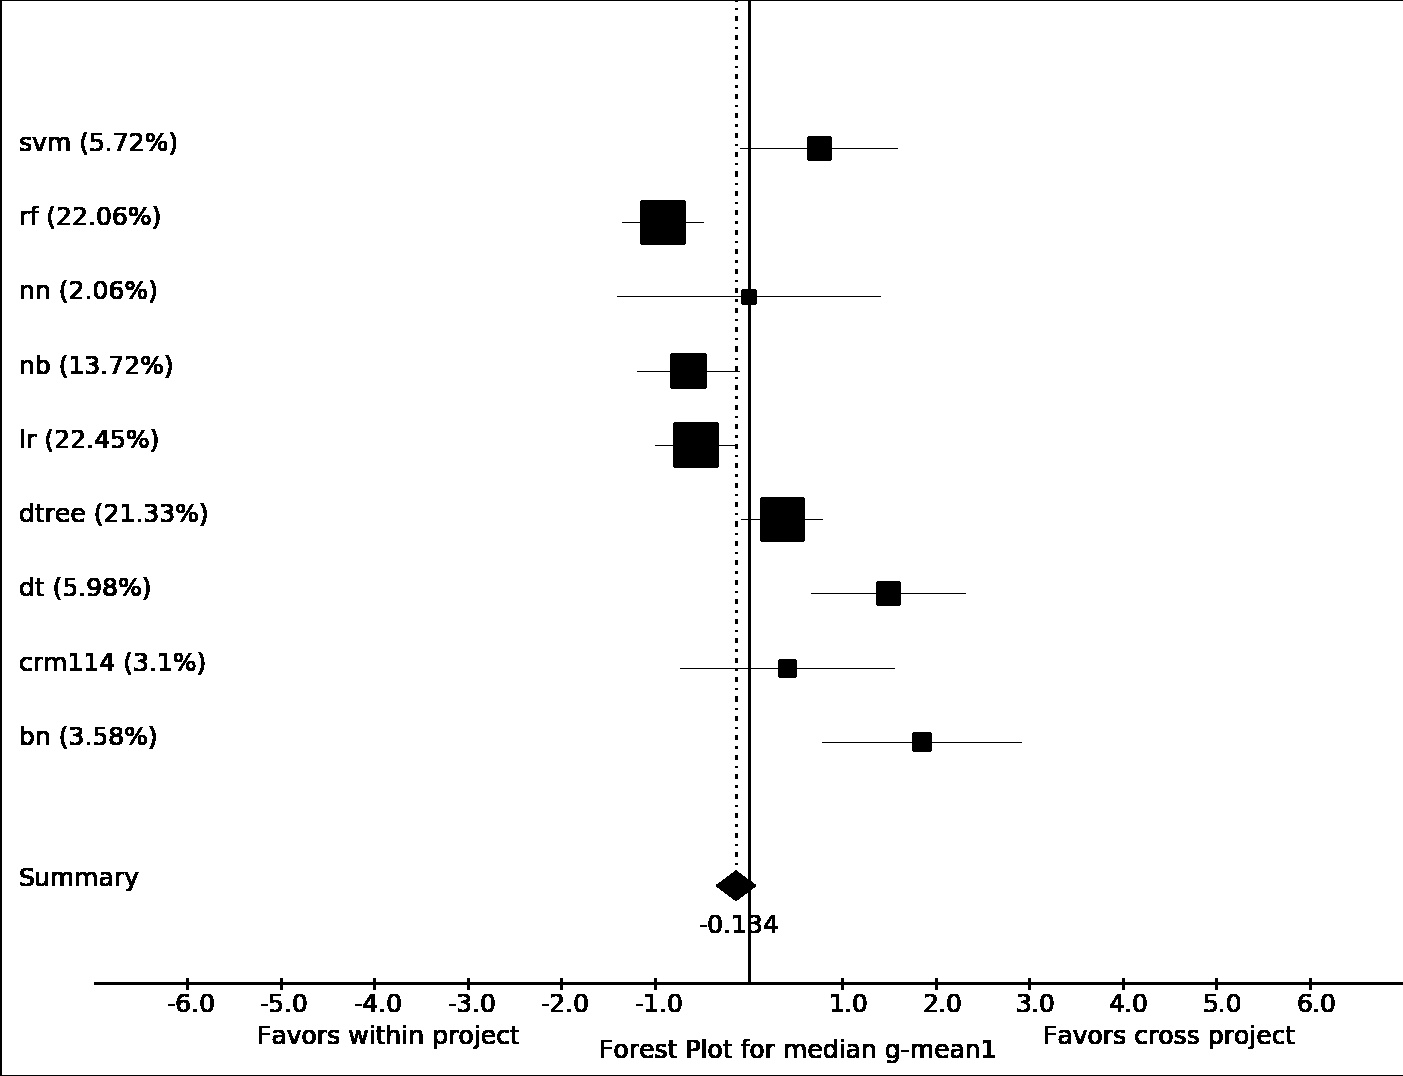 svm (5.72%)
rf (22.06%)
nn (2.06%)
nb (13.72%)
lr (22.45%)
dtree (21.33%)
dt (5.98%)
crm114 (3.1%)
bn (3.58%)
Summary
-0.134
-6.0 -5.0 -4.0 -3.0 -2.0 -1.0 1.0 2.0 3.0 4.0 5.0 6.0
Favors within project Favors cross project
Forest Plot for median g-mean1